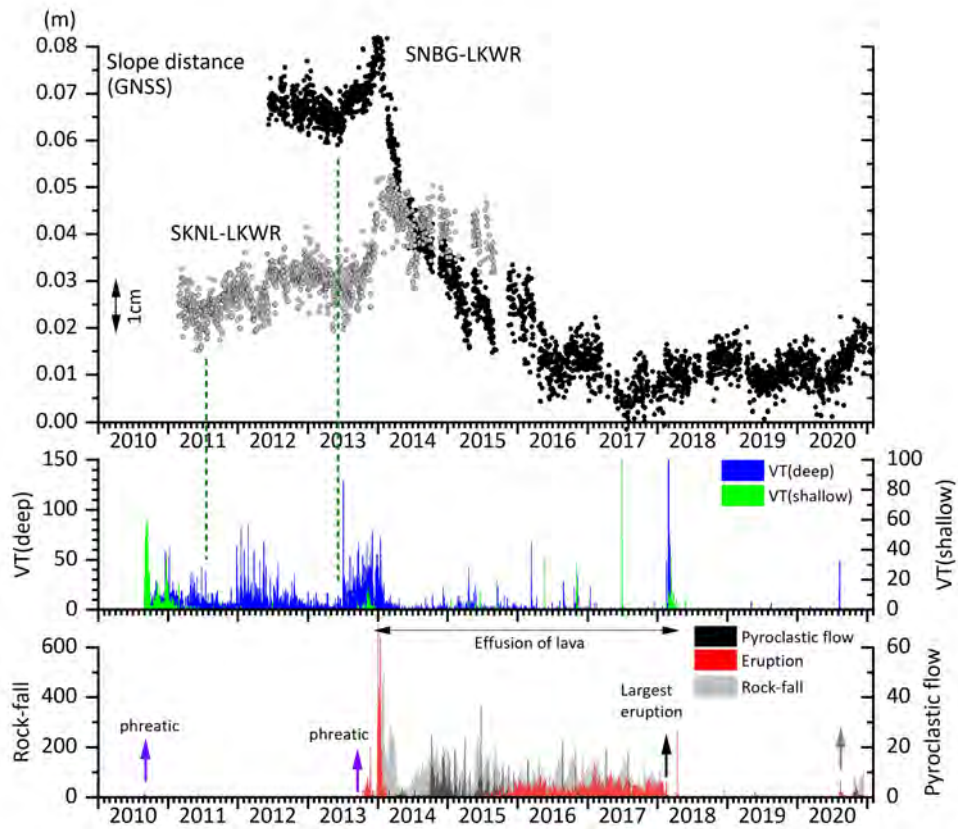 (m)
0.08
0.07
0.06
0.05
0.04
0.03
0.02
0.01
0.00
Slope distance
(GNSS)
SNBG-LKWR
SKNL-LKWR
1cm
2010 2011 2012 2013 2014 2015 2016 2017 2018 2019 2020
VT(deep)
150
100
50
0
VT(deep)
VT(shallow)
100
80
60
40
20
0
VT(shallow)
2010 2011 2012 2013 2014 2015 2016 2017 2018 2019 2020
Rock-fall
600
400
200
0
phreatic
phreatic
Effusion of lava
Largest
eruption
Pyroclastic flow
Eruption
Rock-fall
60
40
20
0
Pyroclastic flow
2010 2011 2012 2013 2014 2015 2016 2017 2018 2019 2020